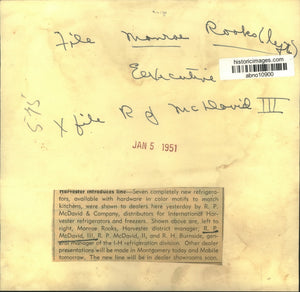 File Monroe Rooks (left)
historicimages.com
abno10900
Executive
X file R J McDavid III
JAN 5 1951
Harvester introduces line—Seven completely new refrigera-
tors, available with hardware in color motifs to match
kitchens, were shown to dealers here yesterday by R. P.
McDavid & Company, distributors for International Har-
vester refrigerators and freezers. Shown above are, left to
right, Monroe Rooks, Harvester district manager; R. P.
McDavid, III, R. P. McDavid, II, and R. H. Burnside, gen-
eral manager of the I-H refrigeration division. Other dealer
presentations will be made in Montgomery today and Mobile
tomorrow. The new line will be in dealer showrooms soon.